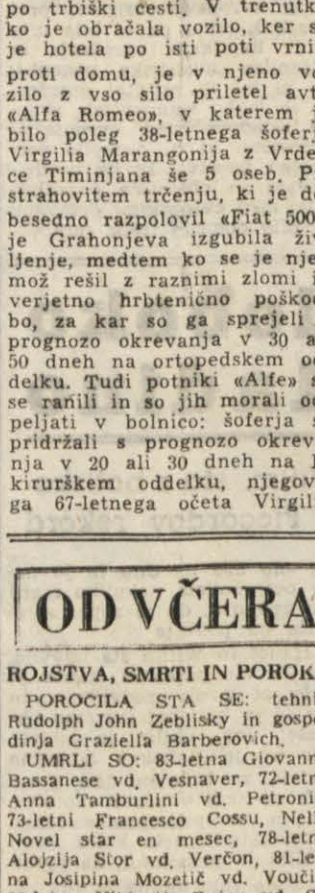 po trbiški cesti. V trenutk
ko je obračala vozilo, ker s
je hotela po isti poti vrni
proti domu, je v njeno v
zilo z vso silo priletel avt
«Alfa Romeo», v katerem j
bilo poleg 38-letnega šoferj
Virgilia Marangonija z Vrde
ce Timinjana še 5 oseb. P
strahovitem trčenju, ki je d
besedno razpolovil «Fiat 500
je Grahonjeva izgubila živ
ljenje, medtem ko se je nje
mož rešil z raznimi zlomi i
verjetno hrbtenično poško
bo, za kar so ga sprejeli
prognozo okrevanja v 30 a
50 dneh na ortopedskem o
delku. Tudi potniki «Alfe» s
se ranili in so jih morali o
peljati v bolnico: šoferja s
pridržali s prognozo okrev
nja v 20 ali 30 dneh na I
kirurškem oddelku, njegov
ga 67-letnega očeta Virgil
OD VČERA
ROJSTVA, SMRTI IN POROK
POROCILA STA SE: tehni
Rudolph John Zeblisky in gosp
dinja Graziella Barberovich.
UMRLI SO: 83-letna Giovann
Bassanese vd. Vesnaver, 72-letn
Anna Tamburlini vd. Petroni
73-letni Francesco Cossu, Nell
Novel star en mesec, 78-letn
Alojzija Stor vd. Verčon, 81-le
na Josipina Mozetič vd. Vouči